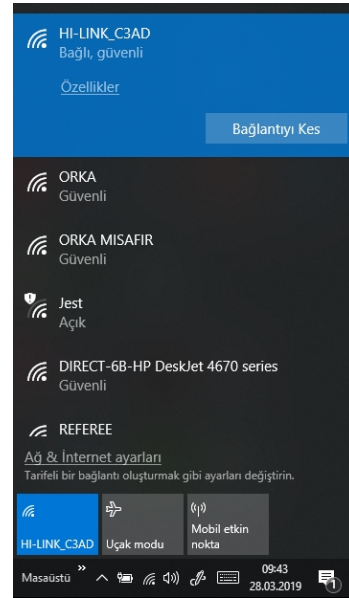 HI-LINK_C3AD
Bağlı, güvenli
Özellikler
Bağlantıyı Kes
ORKA
Güvenli
ORKA MISAFIR
Güvenli
Jest
Açık
DIRECT-6B-HP DeskJet 4670 series
Güvenli
REFEREE
Ağ & İnternet ayarları
Tarifeli bir bağlantı oluşturmak gibi ayarları değiştirin.
HI-LINK_C3AD
Uçak modu
Mobil etkin
nokta
Masaüstü
09:43
28.03.2019
1